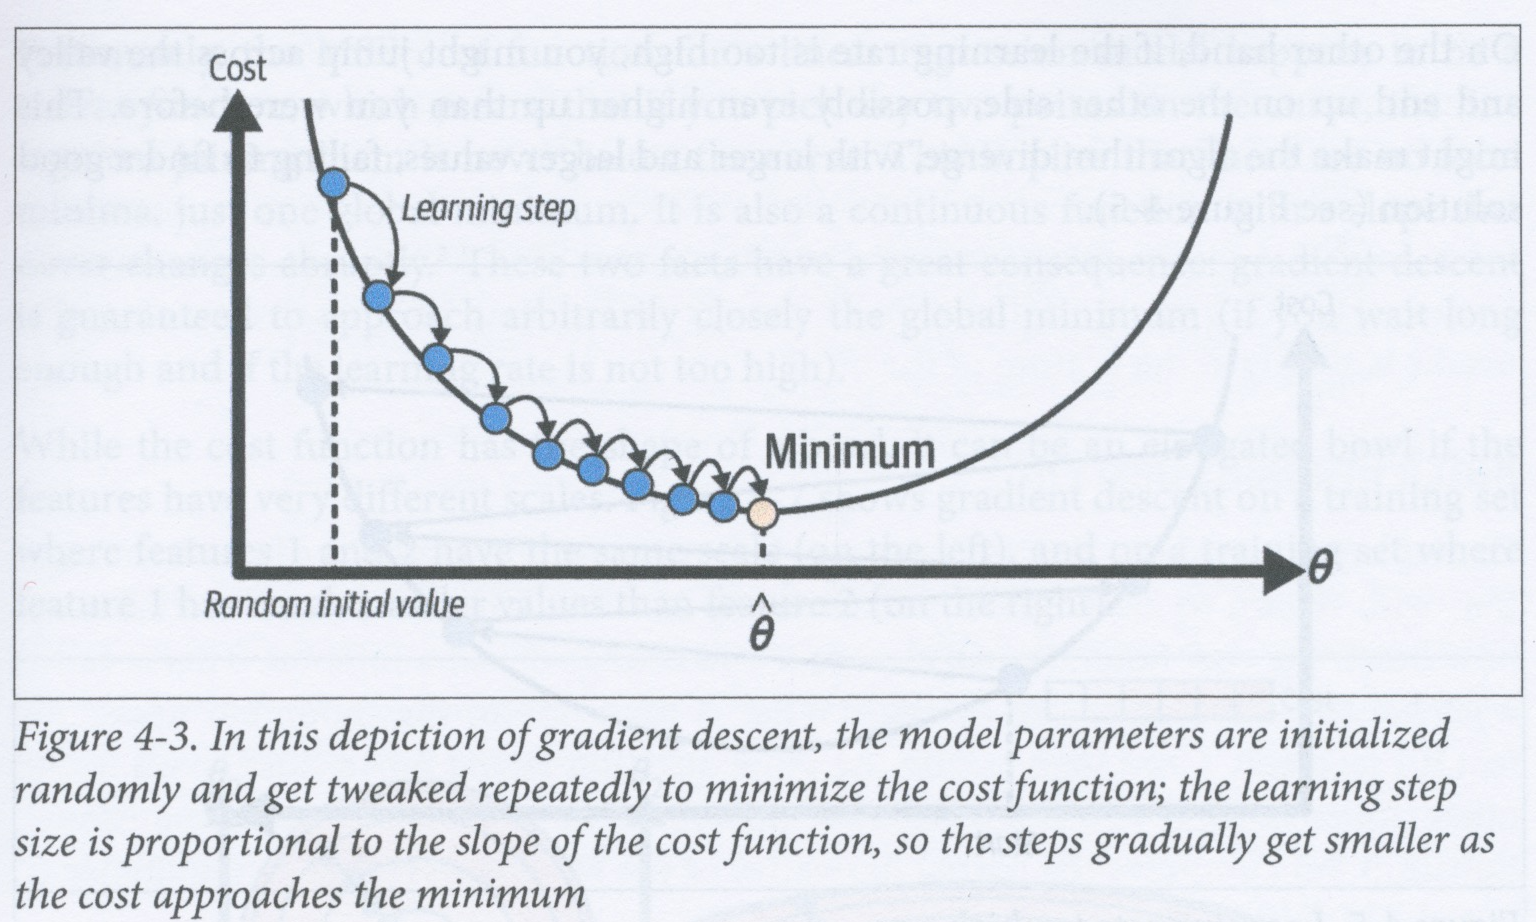 Cost
Learning step
Minimum
θ
Random initial value
θ̂
Figure 4-3. In this depiction of gradient descent, the model parameters are initialized
randomly and get tweaked repeatedly to minimize the cost function; the learning step
size is proportional to the slope of the cost function, so the steps gradually get smaller as
the cost approaches the minimum